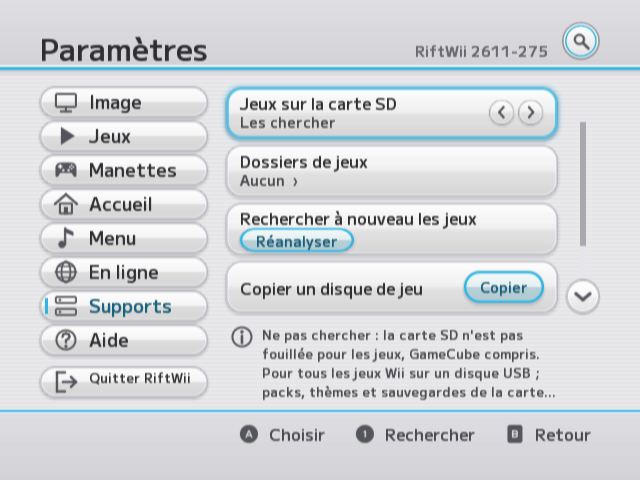 Paramètres
RiftWii 2611-275
Image
Jeux
Manettes
Accueil
Menu
En ligne
Supports
Aide
Quitter RiftWii
Jeux sur la carte SD
Les chercher
Dossiers de jeux
Aucun ›
Rechercher à nouveau les jeux
Réanalyser
Copier un disque de jeu
Copier
Ne pas chercher : la carte SD n'est pas
fouillée pour les jeux, GameCube compris.
Pour tous les jeux Wii sur un disque USB ;
packs, thèmes et sauvegardes de la carte...
A Choisir
1 Rechercher
B Retour